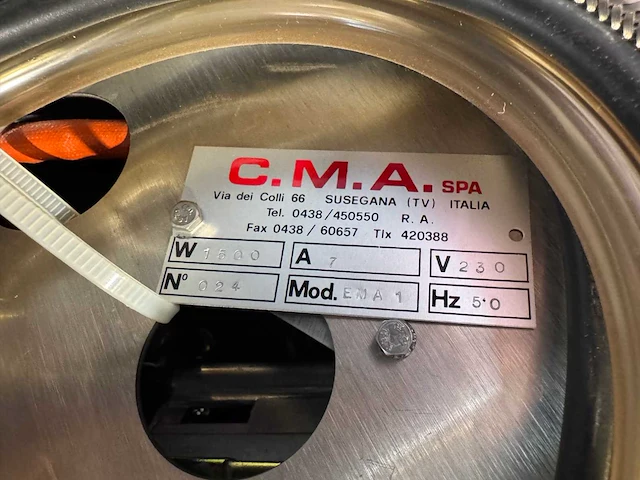 C.M.A. SPA
Via dei Colli 66 SUSEGANA (TV) ITALIA
Tel. 0438/450550 R. A.
Fax 0438 / 60657 Tlx 420388
W 1500 A 7 V 230
N° 024 Mod. EMA 1 Hz 50